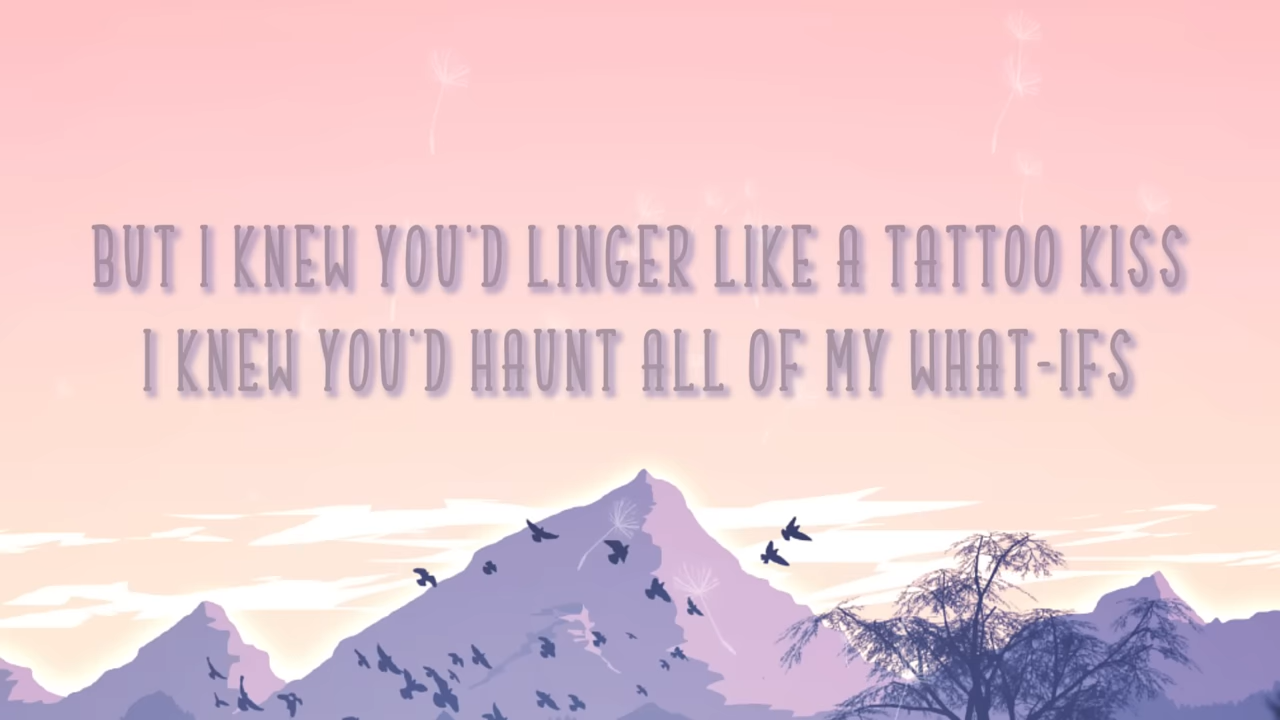 BUT I KNEW YOU'D LINGER LIKE A TATTOO KISS
I KNEW YOU'D HAUNT ALL OF MY WHAT-IFS